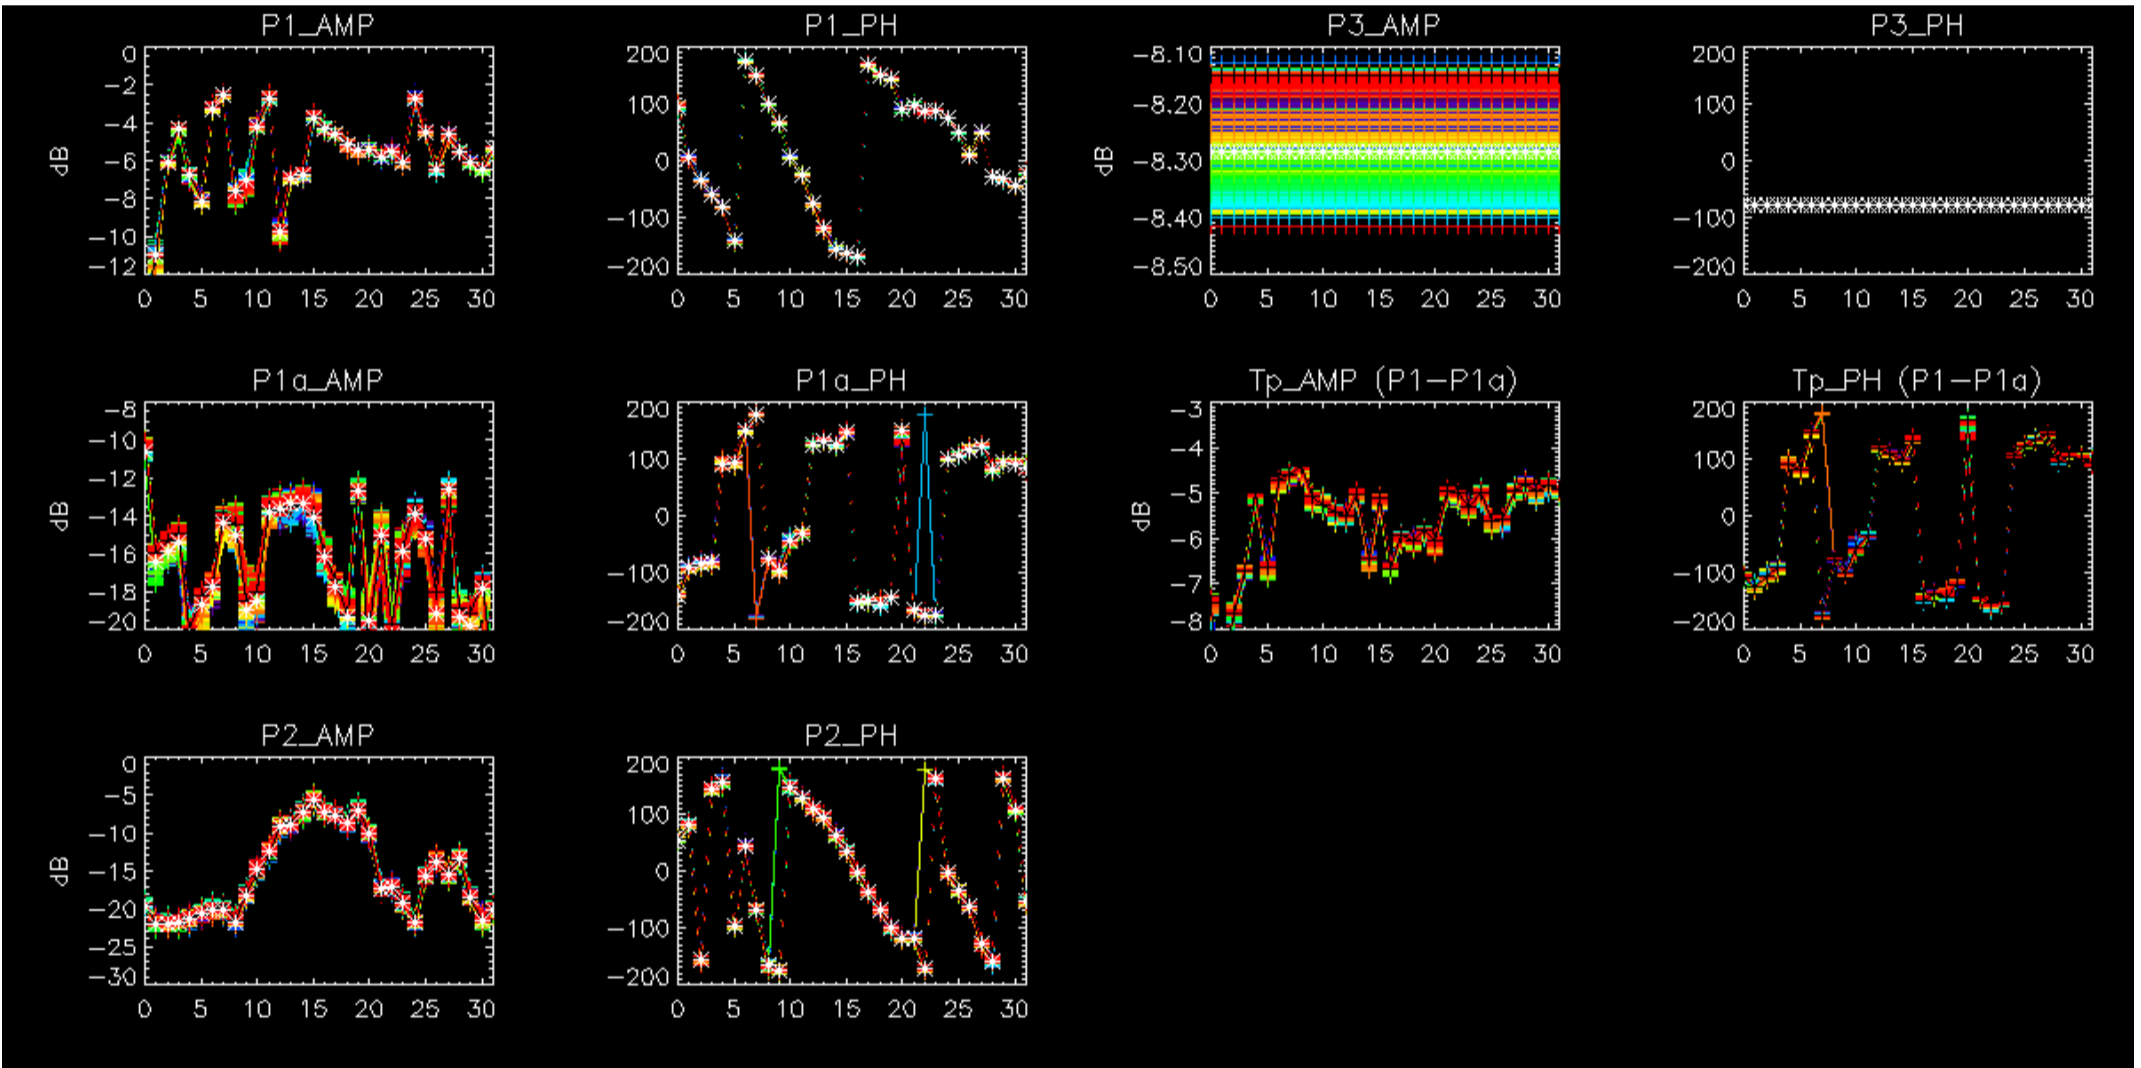 P1_AMP
P1_PH
P3_AMP
P3_PH
dB
0
-2
-4
-6
-8
-10
-12
0 5 10 15 20 25 30
200
100
0
-100
-200
0 5 10 15 20 25 30
dB
-8.10
-8.20
-8.30
-8.40
-8.50
0 5 10 15 20 25 30
200
100
0
-100
-200
0 5 10 15 20 25 30
P1a_AMP
P1a_PH
Tp_AMP (P1-P1a)
Tp_PH (P1-P1a)
dB
-8
-10
-12
-14
-16
-18
-20
0 5 10 15 20 25 30
200
100
0
-100
-200
0 5 10 15 20 25 30
dB
-3
-4
-5
-6
-7
-8
0 5 10 15 20 25 30
200
100
0
-100
-200
0 5 10 15 20 25 30
P2_AMP
P2_PH
dB
0
-5
-10
-15
-20
-25
-30
0 5 10 15 20 25 30
200
100
0
-100
-200
0 5 10 15 20 25 30